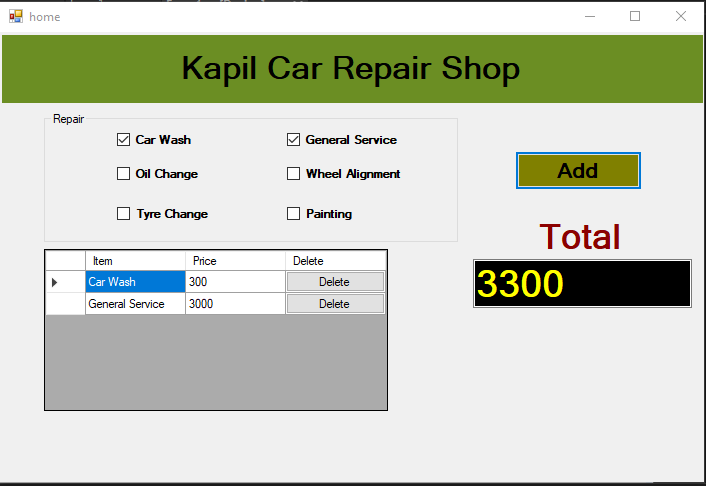 home
Kapil Car Repair Shop
Repair
Car Wash General Service
Oil Change Wheel Alignment
Tyre Change Painting
Add
Total
3300
Item Price Delete
Car Wash 300 Delete
General Service 3000 Delete